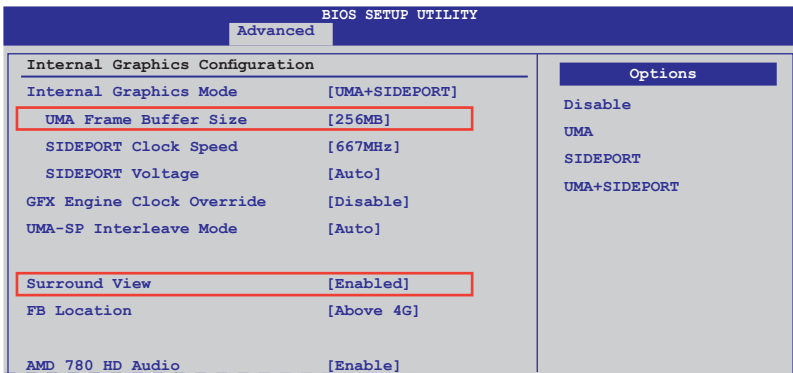 BIOS SETUP UTILITY
Advanced
Internal Graphics Configuration
Internal Graphics Mode [UMA+SIDEPORT]
UMA Frame Buffer Size [256MB]
SIDEPORT Clock Speed [667MHz]
SIDEPORT Voltage [Auto]
GFX Engine Clock Override [Disable]
UMA-SP Interleave Mode [Auto]
Surround View [Enabled]
FB Location [Above 4G]
AMD 780 HD Audio [Enable]
Options
Disable
UMA
SIDEPORT
UMA+SIDEPORT